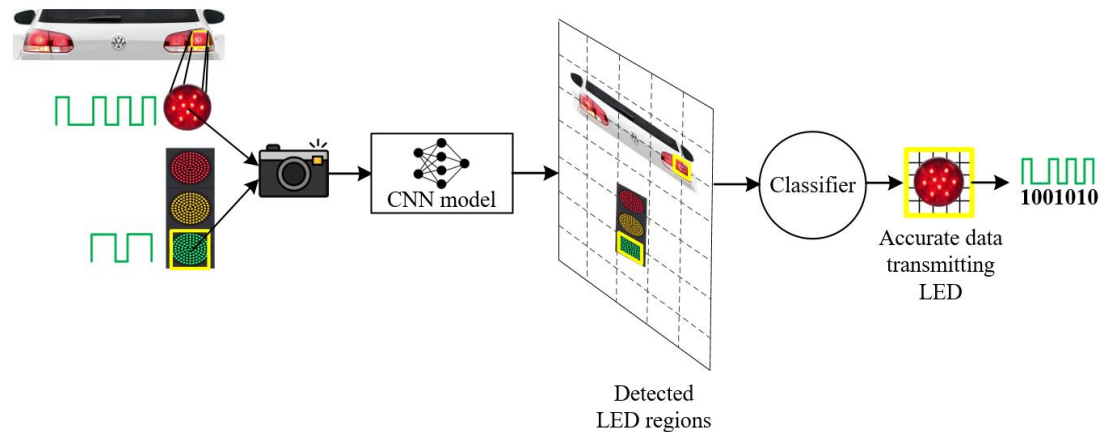 CNN model
Detected
LED regions
Classifier
Accurate data
transmitting
LED
1001010